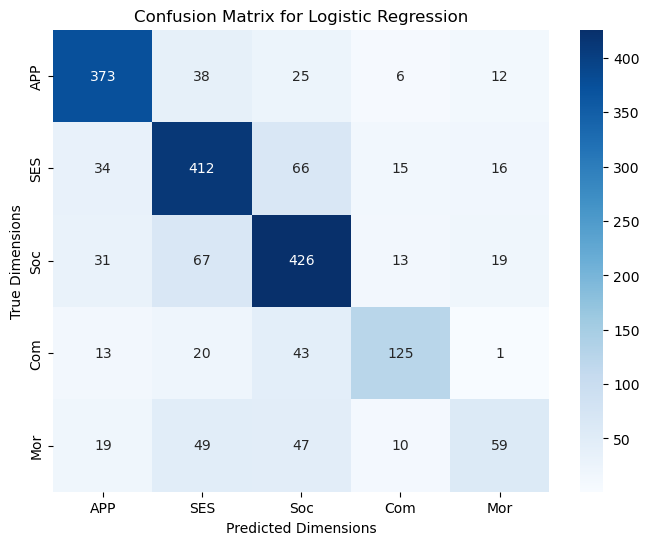 Confusion Matrix for Logistic Regression
APP 373 38 25 6 12
SES 34 412 66 15 16
Soc 31 67 426 13 19
Com 13 20 43 125 1
Mor 19 49 47 10 59
APP SES Soc Com Mor
Predicted Dimensions
True Dimensions
400
350
300
250
200
150
100
50